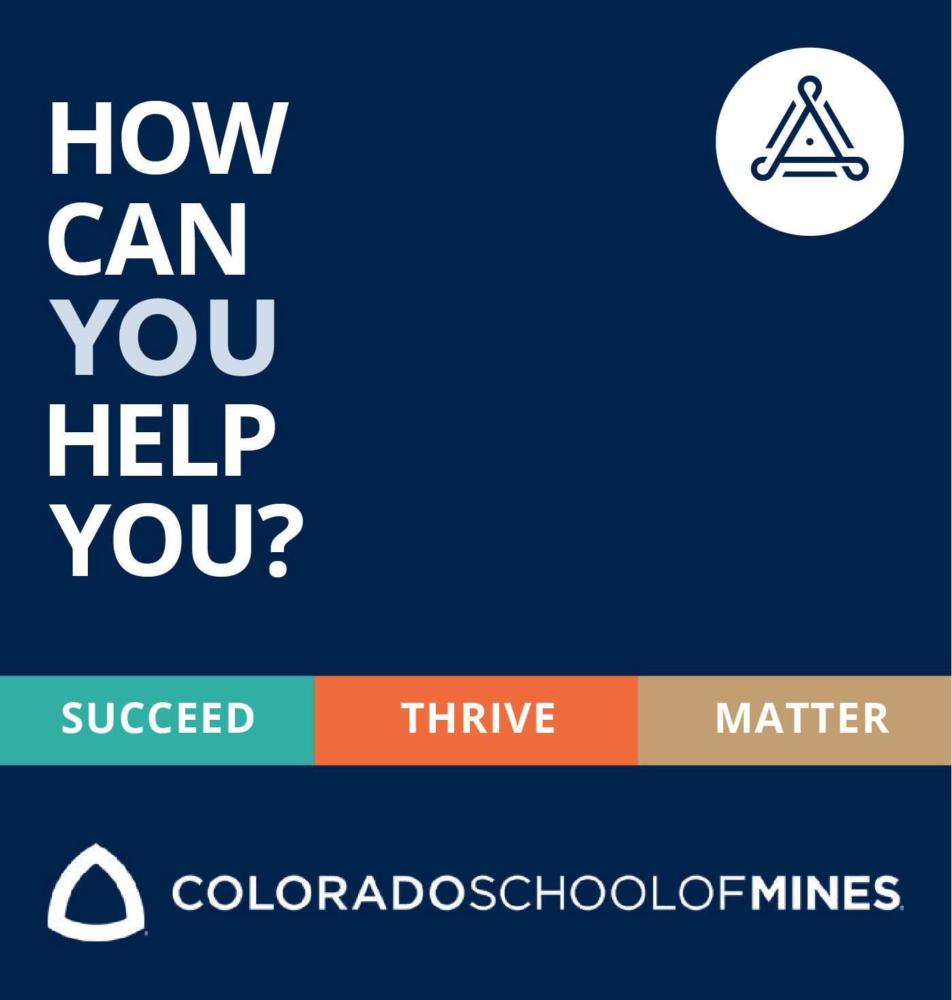 HOW
CAN
YOU
HELP
YOU?
SUCCEED THRIVE MATTER
COLORADOSCHOOLOFMINES